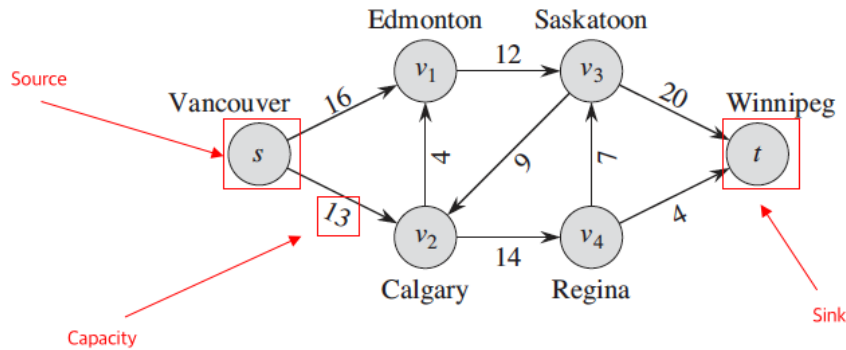 Edmonton
Saskatoon
Source
v1
12
v3
Vancouver
16
20
Winnipeg
s
4
9
7
t
13
v2
14
v4
4
Calgary
Regina
Capacity
Sink